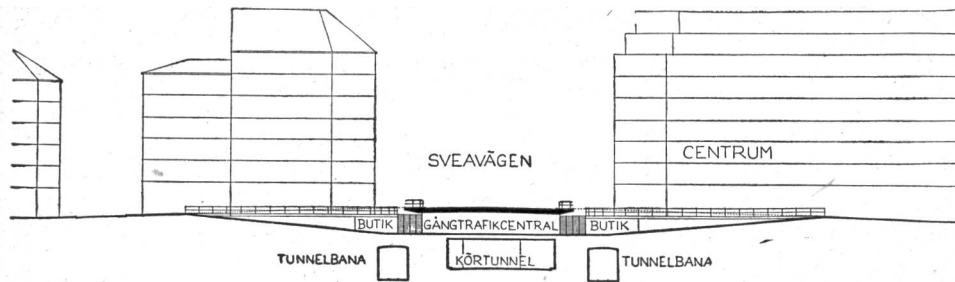 SVEAVÄGEN
CENTRUM
BUTIK
GÅNGTRAFIKCENTRAL
BUTIK
TUNNELBANA
KÖRTUNNEL
TUNNELBANA